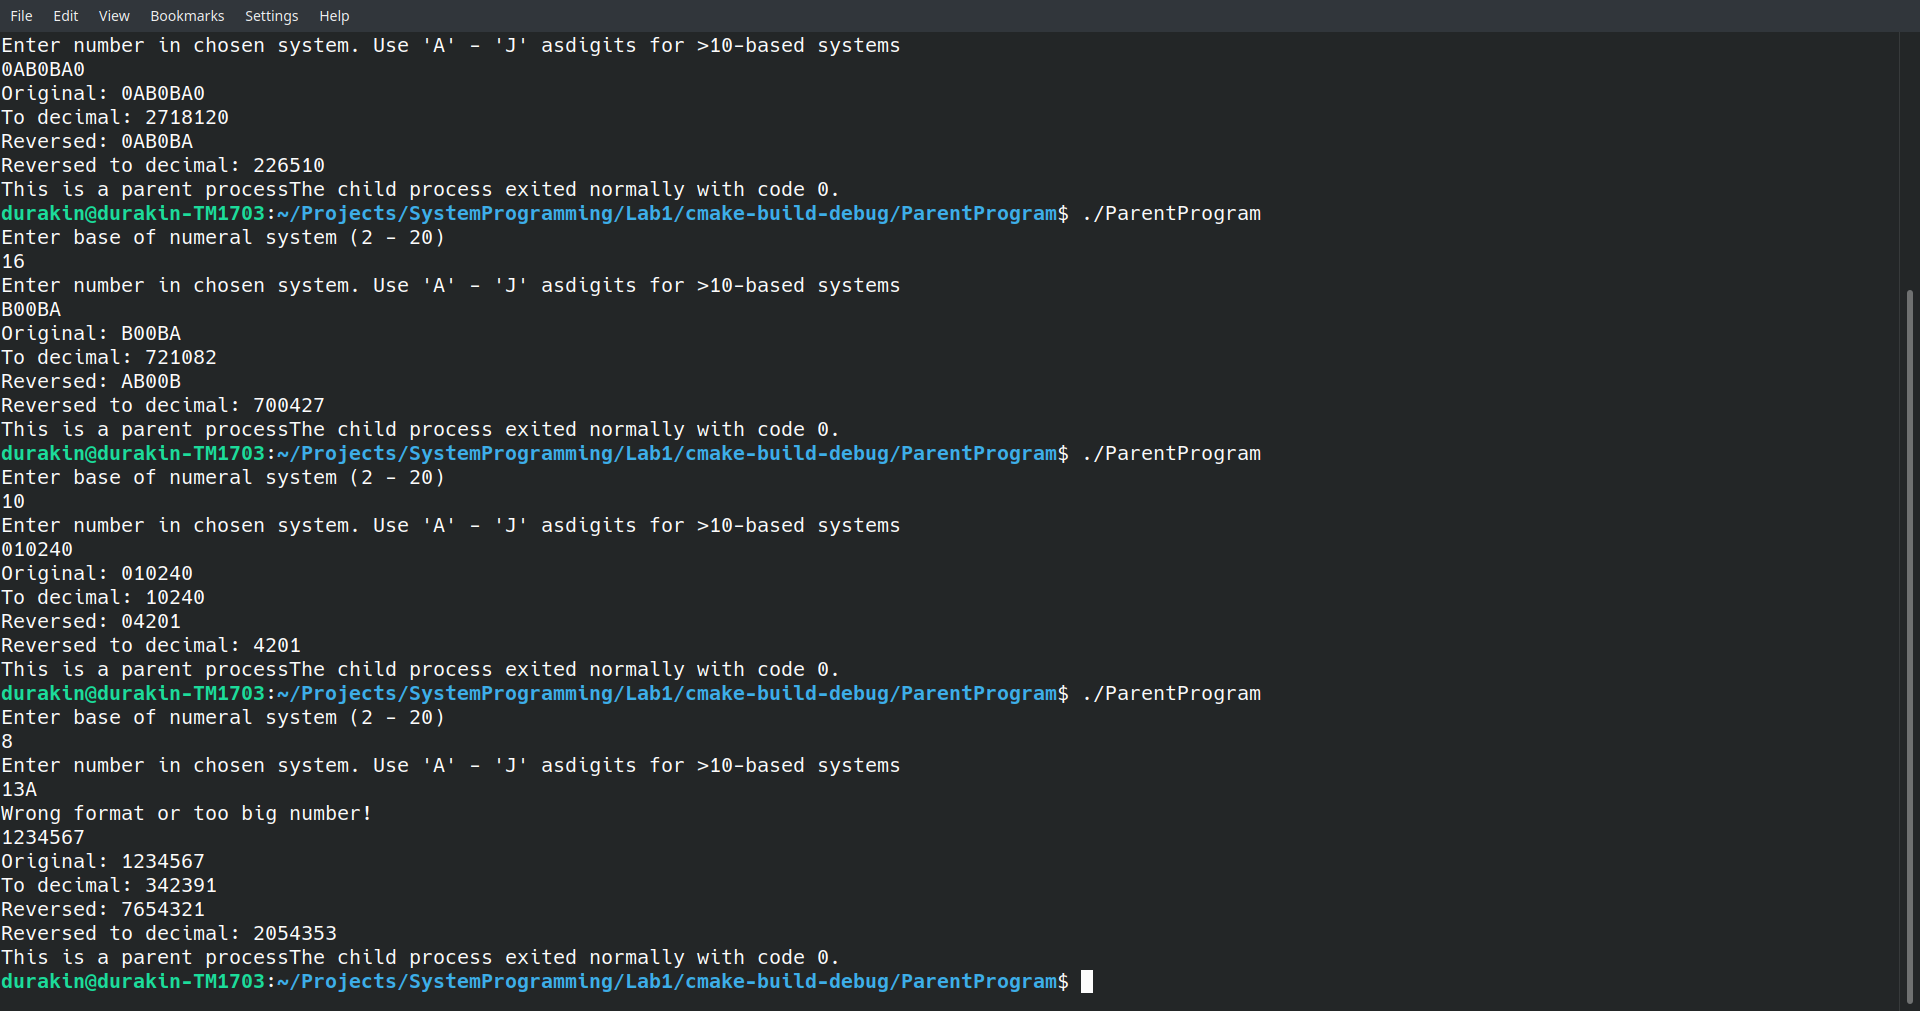 File Edit View Bookmarks Settings Help
Enter number in chosen system. Use 'A' - 'J' asdigits for >10-based systems
0AB0BA0
Original: 0AB0BA0
To decimal: 2718120
Reversed: 0AB0BA
Reversed to decimal: 226510
This is a parent processThe child process exited normally with code 0.
durakin@durakin-TM1703:~/Projects/SystemProgramming/Lab1/cmake-build-debug/ParentProgram$ ./ParentProgram
Enter base of numeral system (2 - 20)
16
Enter number in chosen system. Use 'A' - 'J' asdigits for >10-based systems
B00BA
Original: B00BA
To decimal: 721082
Reversed: AB00B
Reversed to decimal: 700427
This is a parent processThe child process exited normally with code 0.
durakin@durakin-TM1703:~/Projects/SystemProgramming/Lab1/cmake-build-debug/ParentProgram$ ./ParentProgram
Enter base of numeral system (2 - 20)
10
Enter number in chosen system. Use 'A' - 'J' asdigits for >10-based systems
010240
Original: 010240
To decimal: 10240
Reversed: 04201
Reversed to decimal: 4201
This is a parent processThe child process exited normally with code 0.
durakin@durakin-TM1703:~/Projects/SystemProgramming/Lab1/cmake-build-debug/ParentProgram$ ./ParentProgram
Enter base of numeral system (2 - 20)
8
Enter number in chosen system. Use 'A' - 'J' asdigits for >10-based systems
13A
Wrong format or too big number!
1234567
Original: 1234567
To decimal: 342391
Reversed: 7654321
Reversed to decimal: 2054353
This is a parent processThe child process exited normally with code 0.
durakin@durakin-TM1703:~/Projects/SystemProgramming/Lab1/cmake-build-debug/ParentProgram$